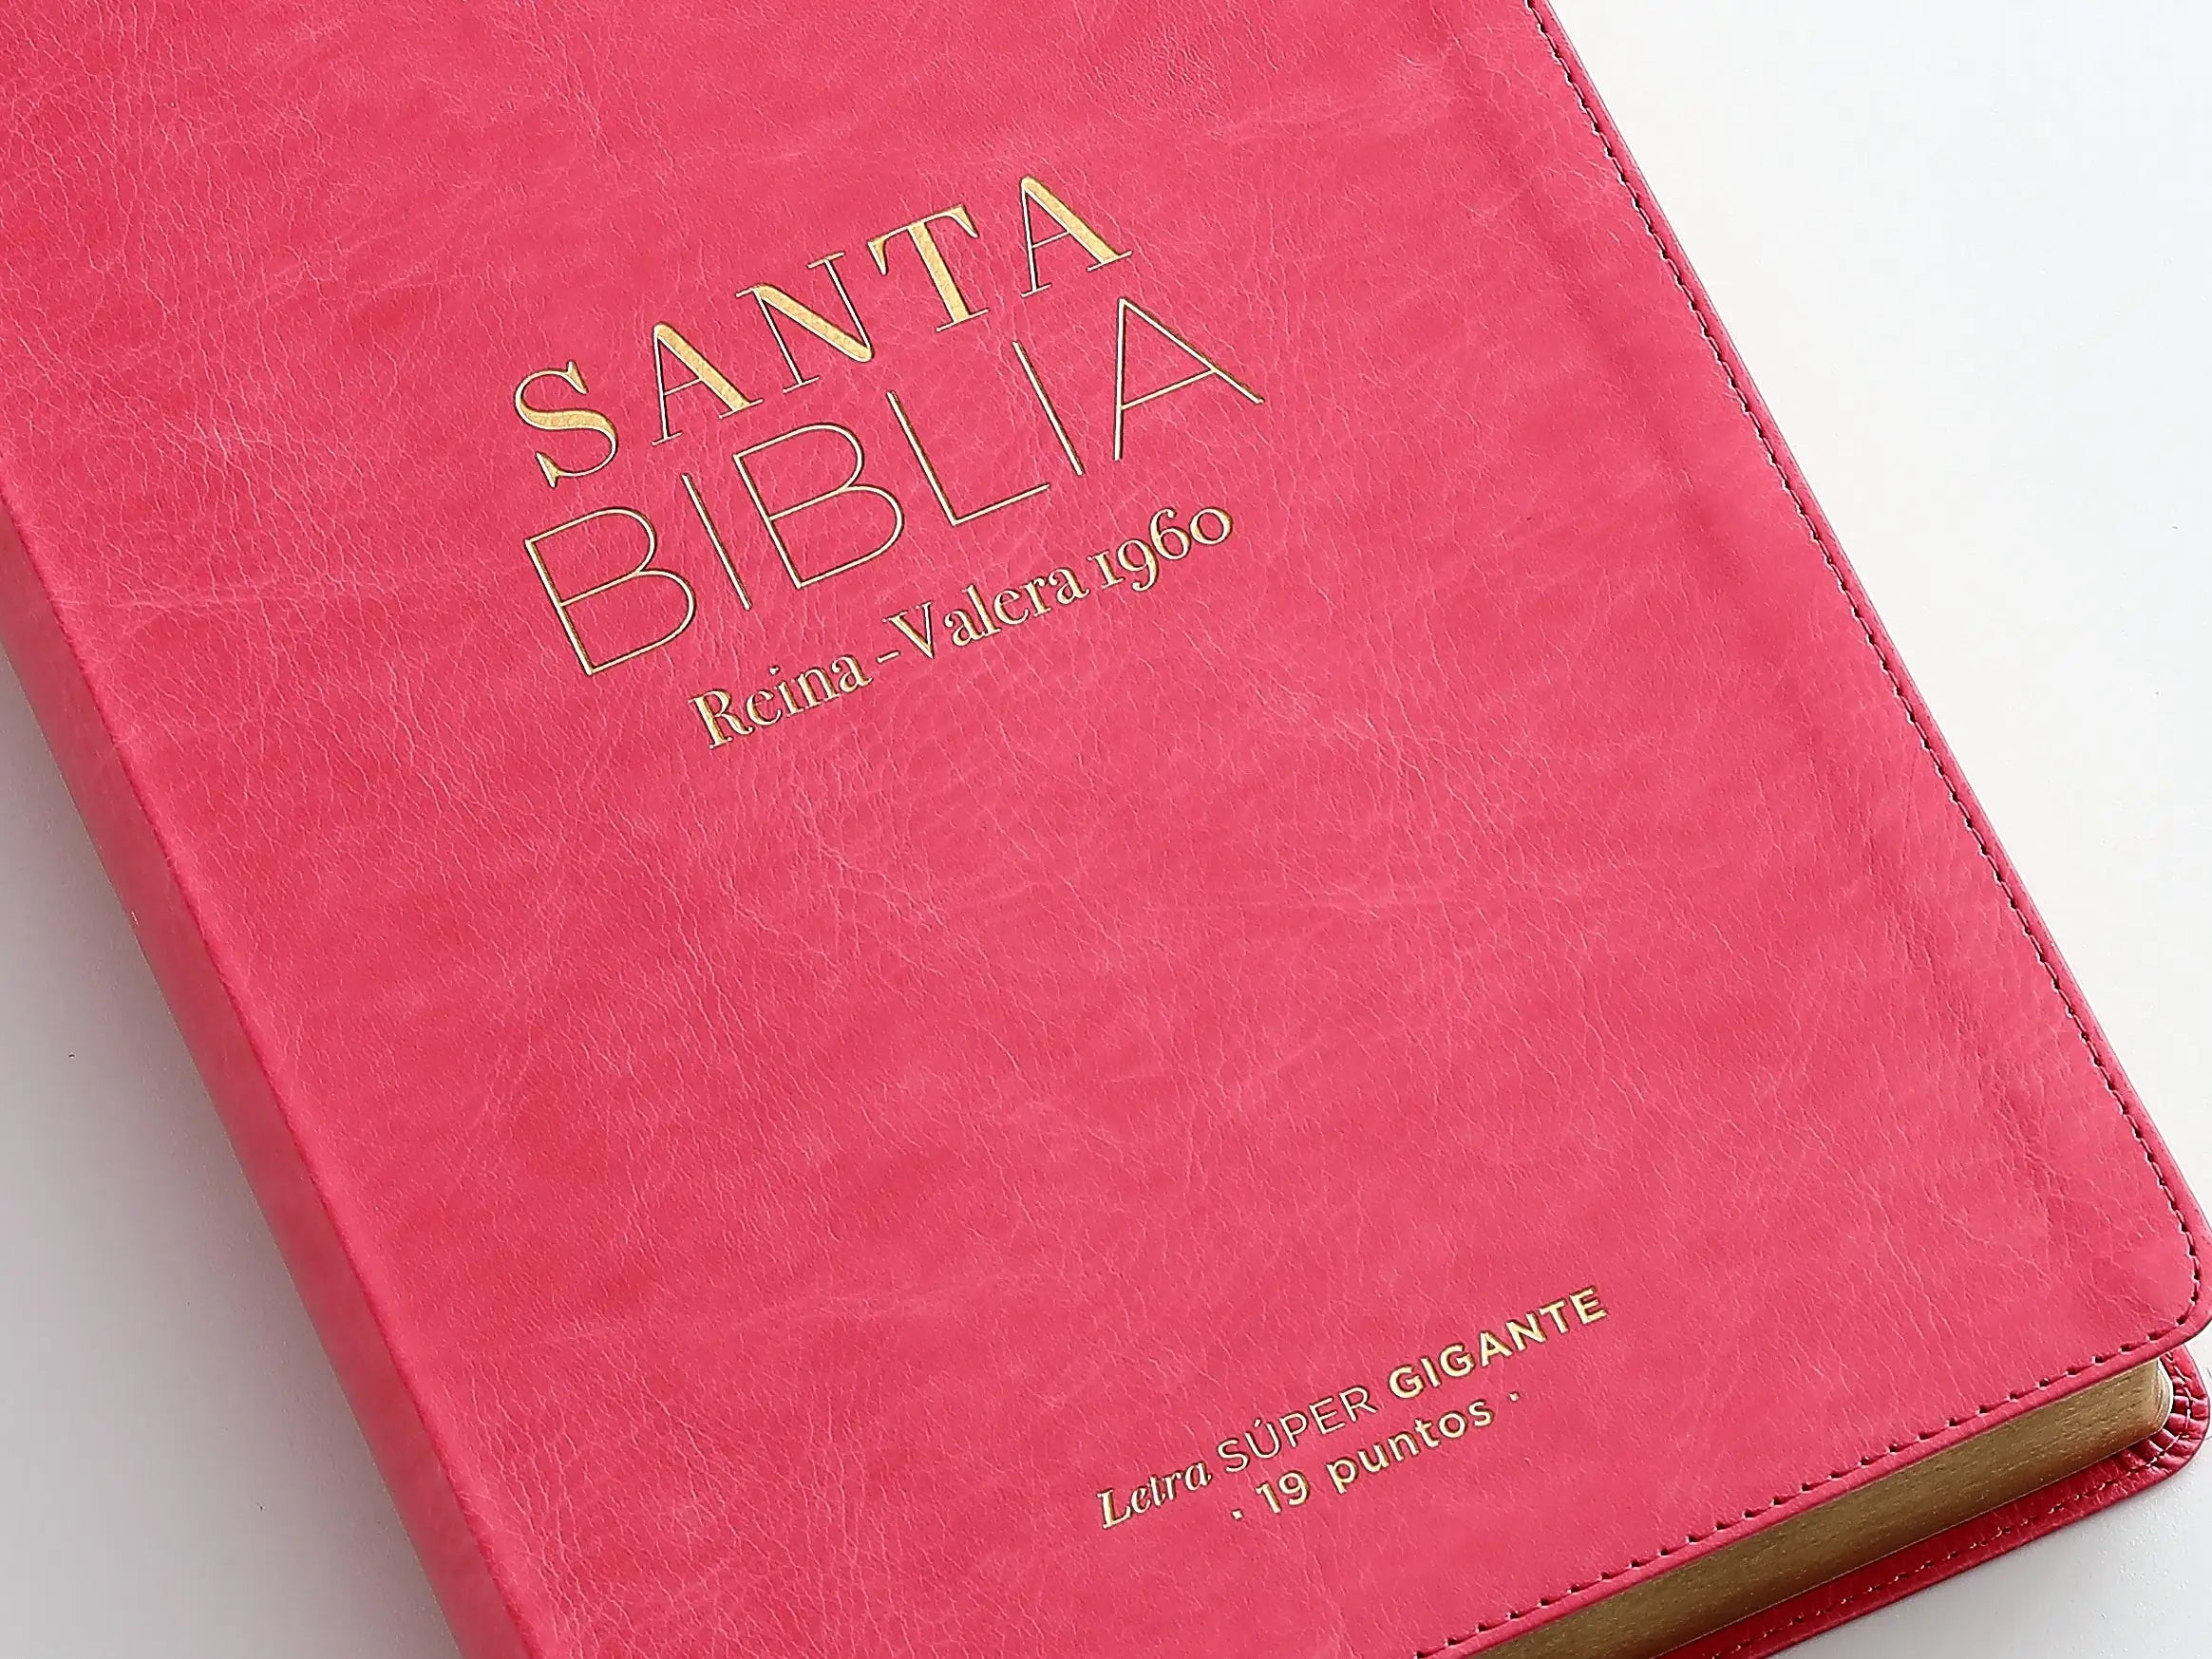 SANTA
BIBLIA
Reina-Valera 1960
Letra SÚPER GIGANTE
· 19 puntos ·